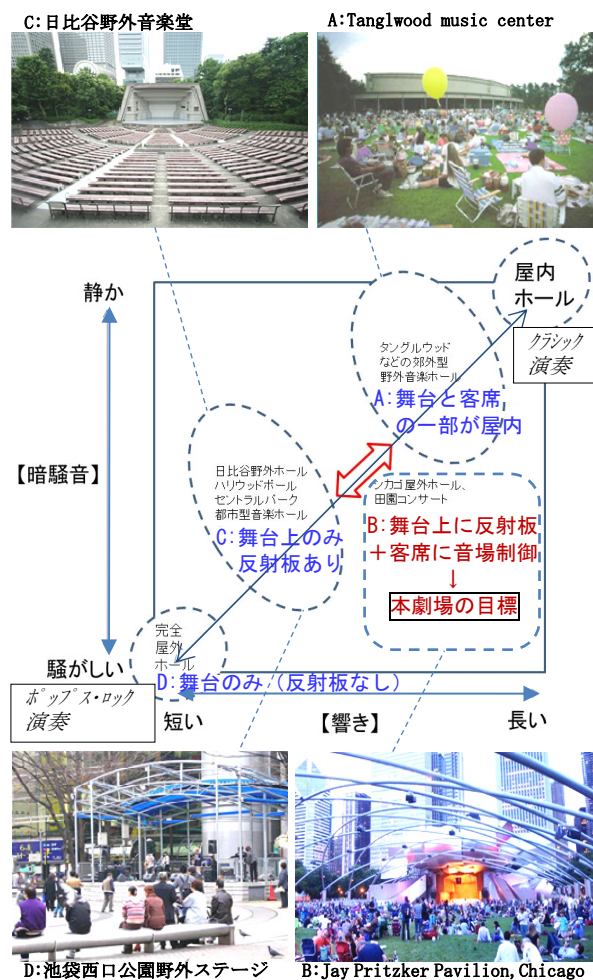 C:日比谷野外音楽堂
A:Tanglwood music center
静か
屋内
ホール
クラシック
演奏
タングルウッド
などの郊外型
野外音楽ホール
A:舞台と客席
の一部が屋内
【暗騒音】
日比谷野外ホール
ハリウッドボール
セントラルパーク
都市型音楽ホール
C:舞台上のみ
反射板あり
シカゴ屋外ホール、
田園コンサート
B:舞台上に反射板
＋客席に音場制御
↓
本劇場の目標
完全
屋外
ホール
騒がしい
D:舞台のみ（反射板なし）
ポップス・ロック
演奏
短い
【響き】
長い
D:池袋西口公園野外ステージ
B:Jay Pritzker Pavilion,Chicago